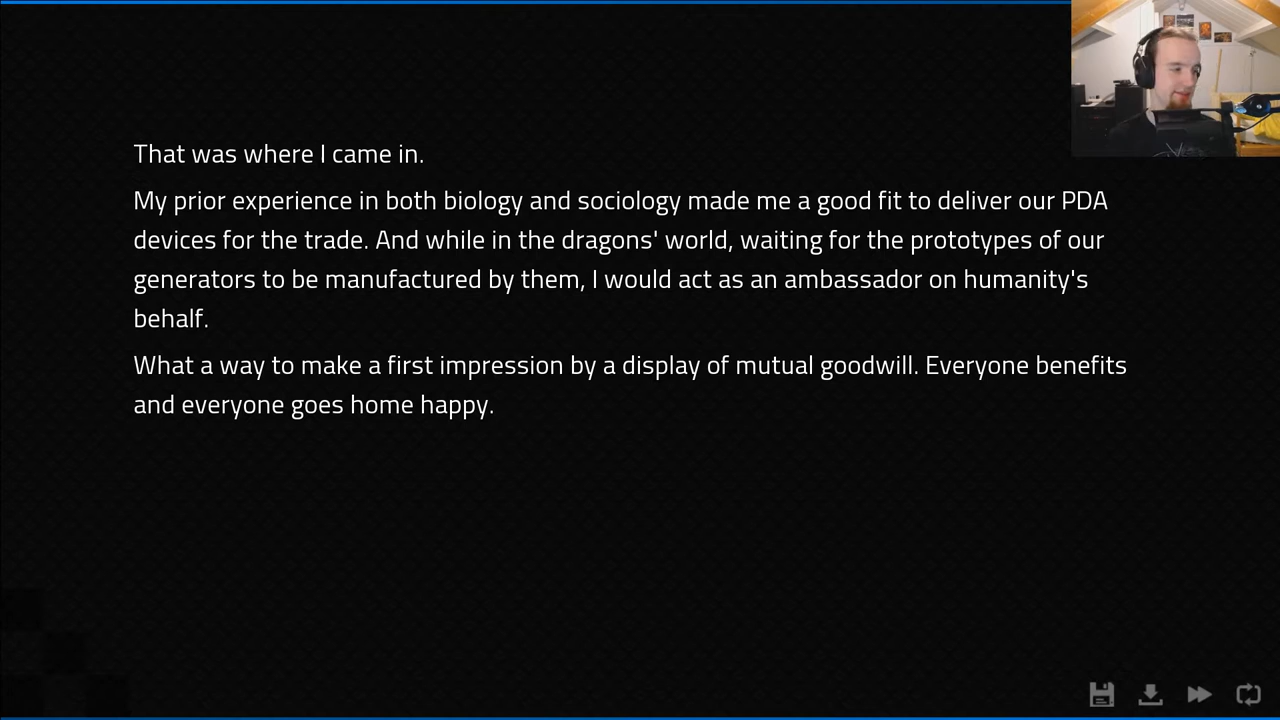 That was where I came in.
My prior experience in both biology and sociology made me a good fit to deliver our PDA
devices for the trade. And while in the dragons' world, waiting for the prototypes of our
generators to be manufactured by them, I would act as an ambassador on humanity's
behalf.
What a way to make a first impression by a display of mutual goodwill. Everyone benefits
and everyone goes home happy.